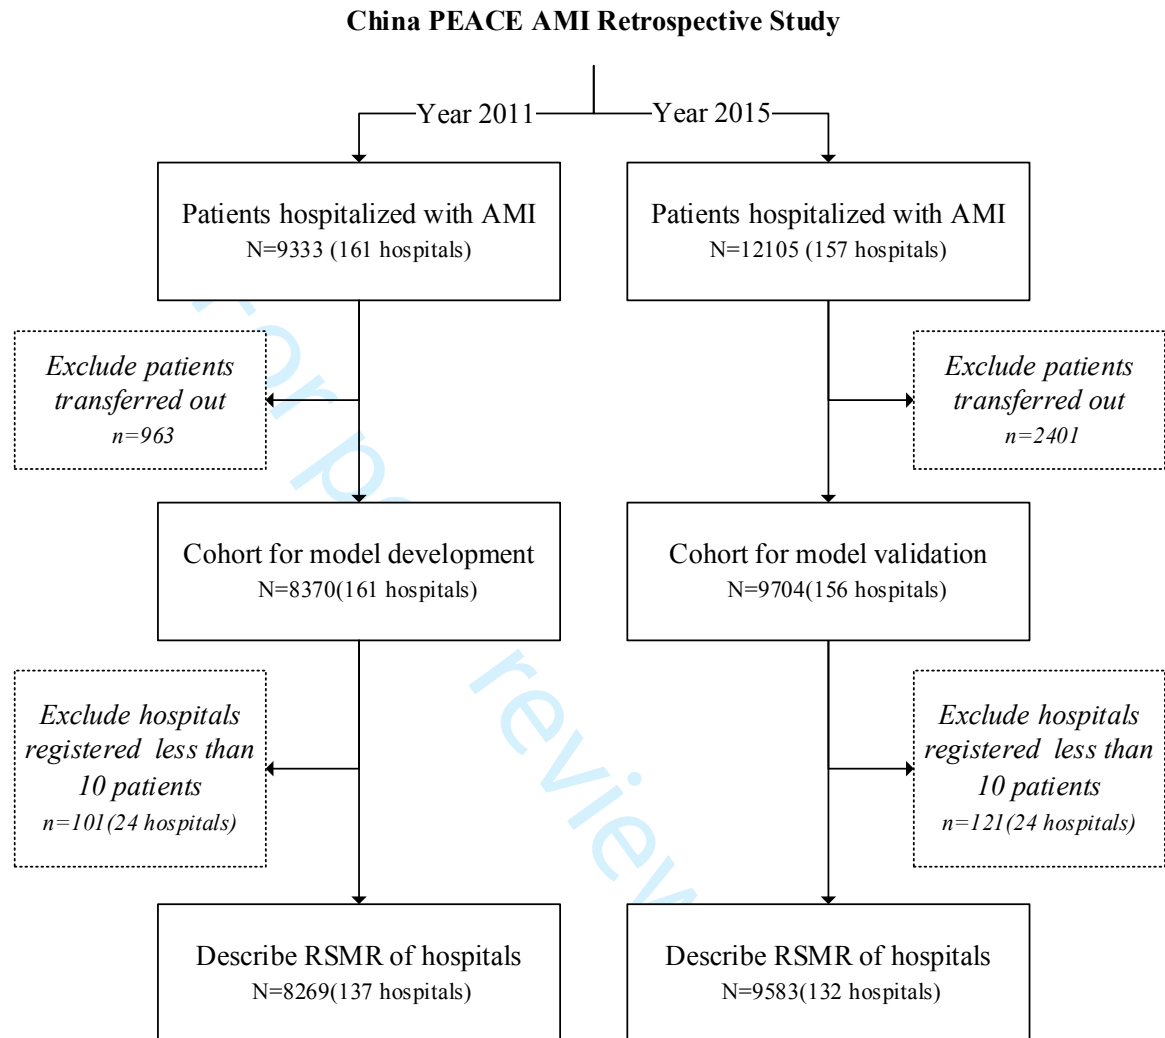 China PEACE AMI Retrospective Study
Year 2011
Year 2015
Patients hospitalized with AMI
N=9333 (161 hospitals)
Patients hospitalized with AMI
N=12105 (157 hospitals)
Exclude patients
transferred out
n=963
Exclude patients
transferred out
n=2401
Cohort for model development
N=8370(161 hospitals)
Cohort for model validation
N=9704(156 hospitals)
Exclude hospitals
registered  less than
10 patients
n=101(24 hospitals)
Exclude hospitals
registered  less than
10 patients
n=121(24 hospitals)
Describe RSMR of hospitals
N=8269(137 hospitals)
Describe RSMR of hospitals
N=9583(132 hospitals)
review